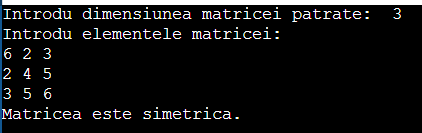 Introdu dimensiunea matricei patrate:  3
Introdu elementele matricei:
6 2 3
2 4 5
3 5 6
Matricea este simetrica.